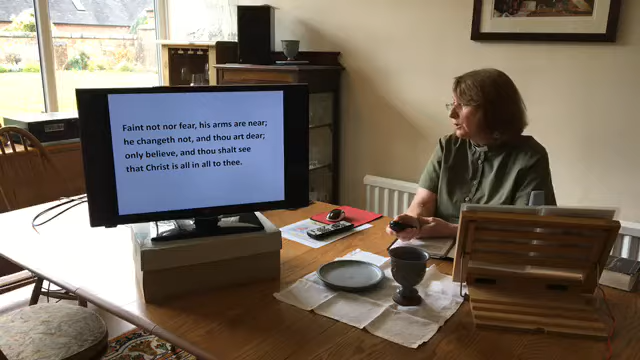 Faint not nor fear, his arms are near;
he changeth not, and thou art dear;
only believe, and thou shalt see
that Christ is all in all to thee.